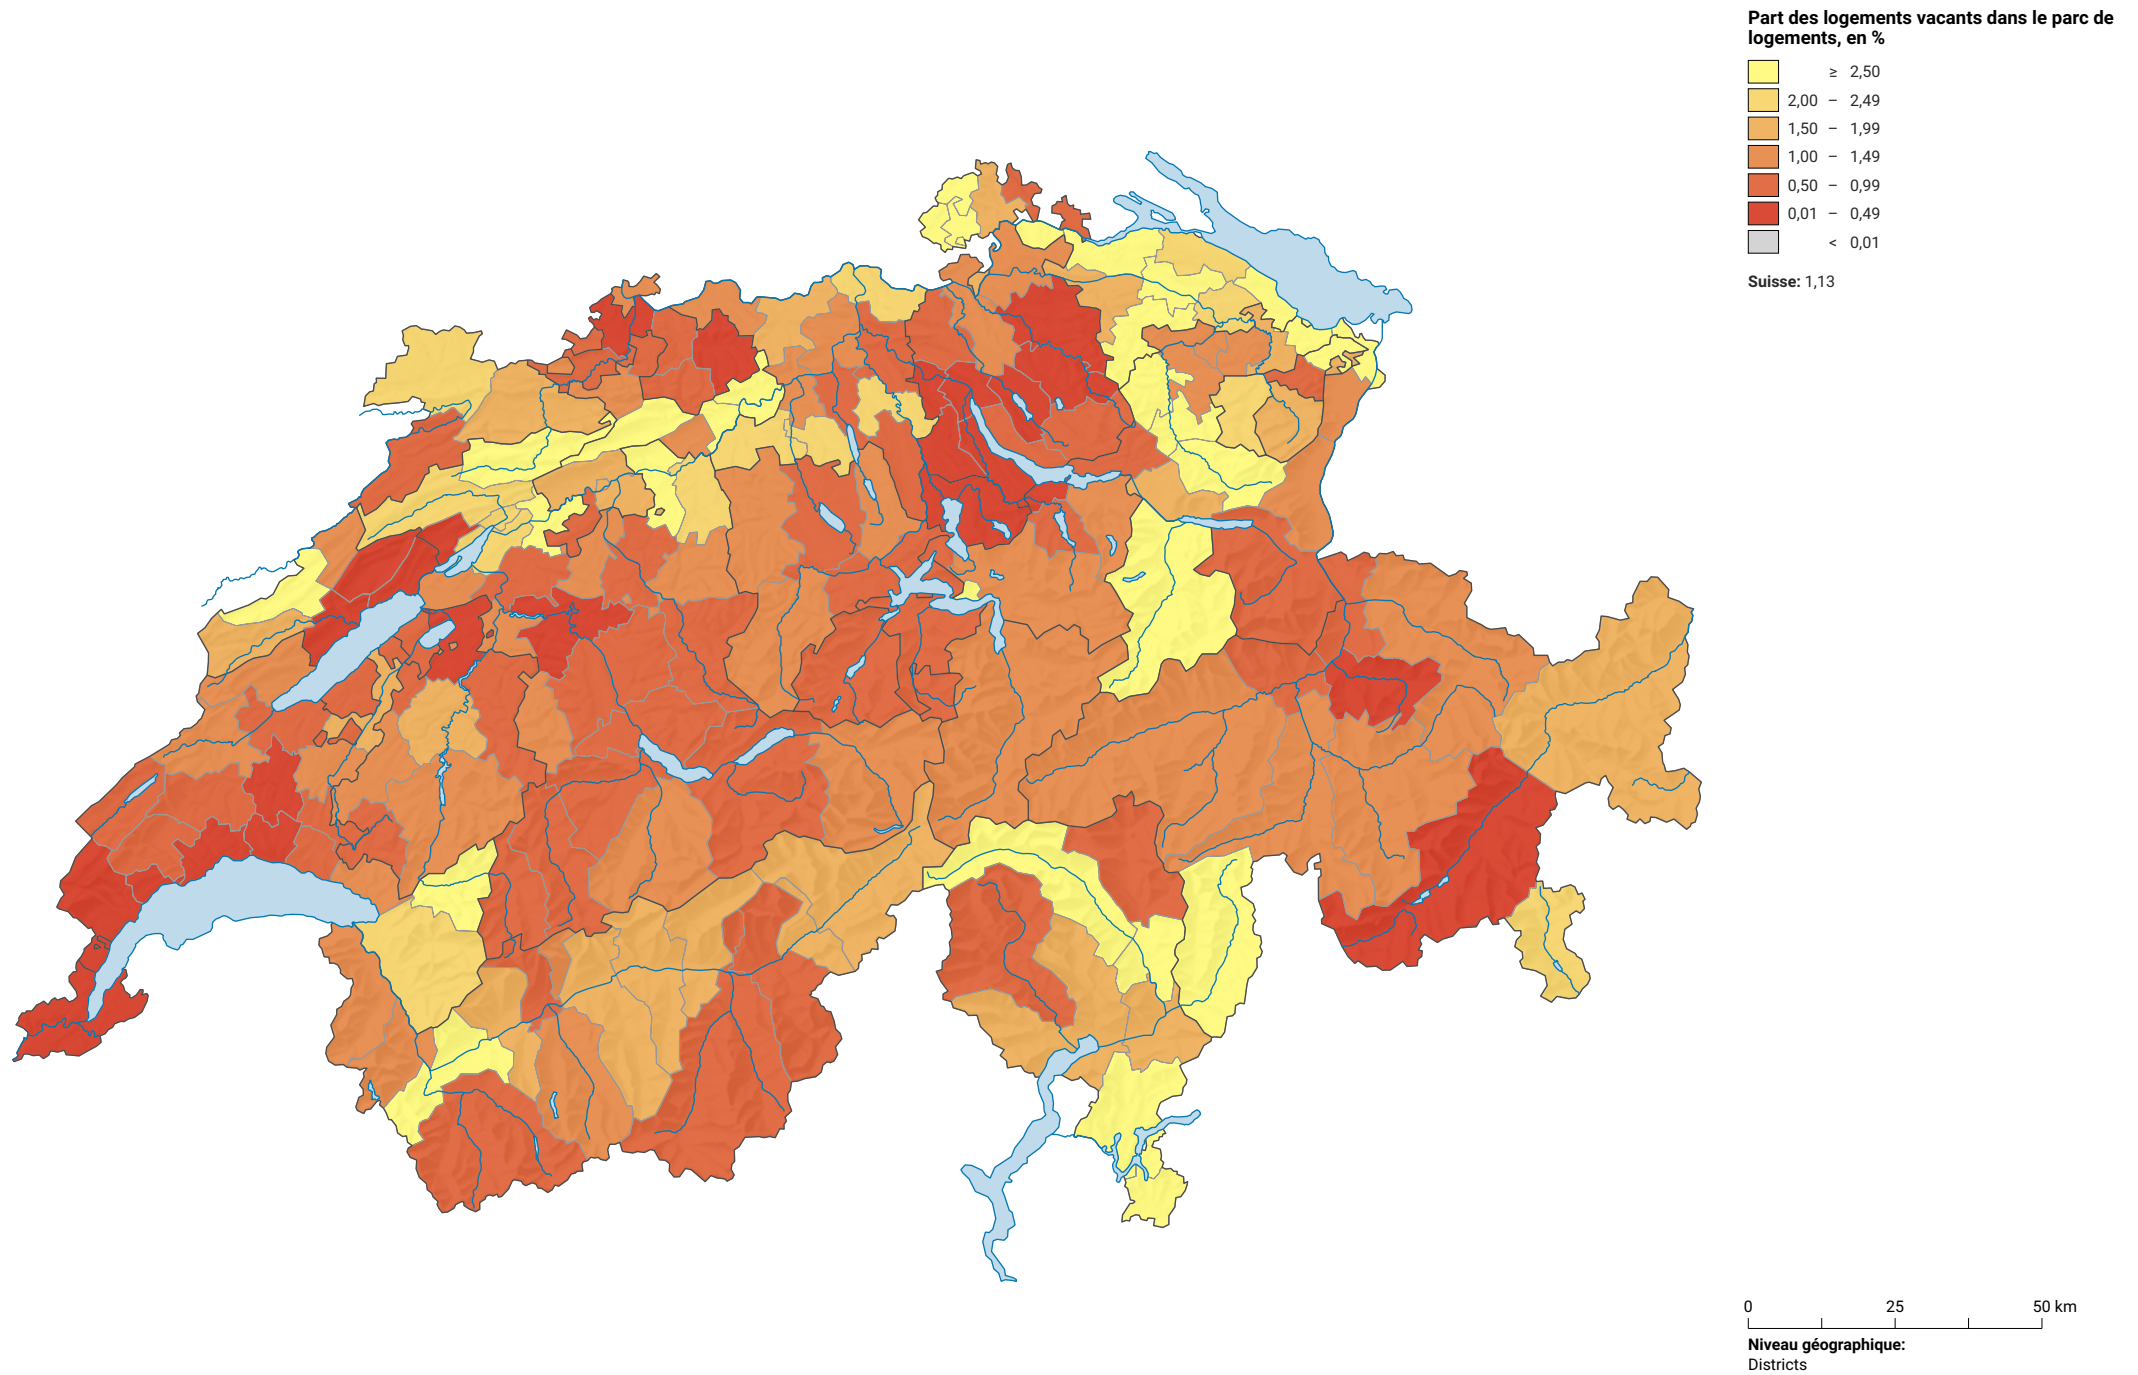 Part des logements vacants dans le parc de
logements, en %
≥ 2,50
2,00 – 2,49
1,50 – 1,99
1,00 – 1,49
0,50 – 0,99
0,01 – 0,49
< 0,01
Suisse: 1,13
0 25 50 km
Niveau géographique:
Districts